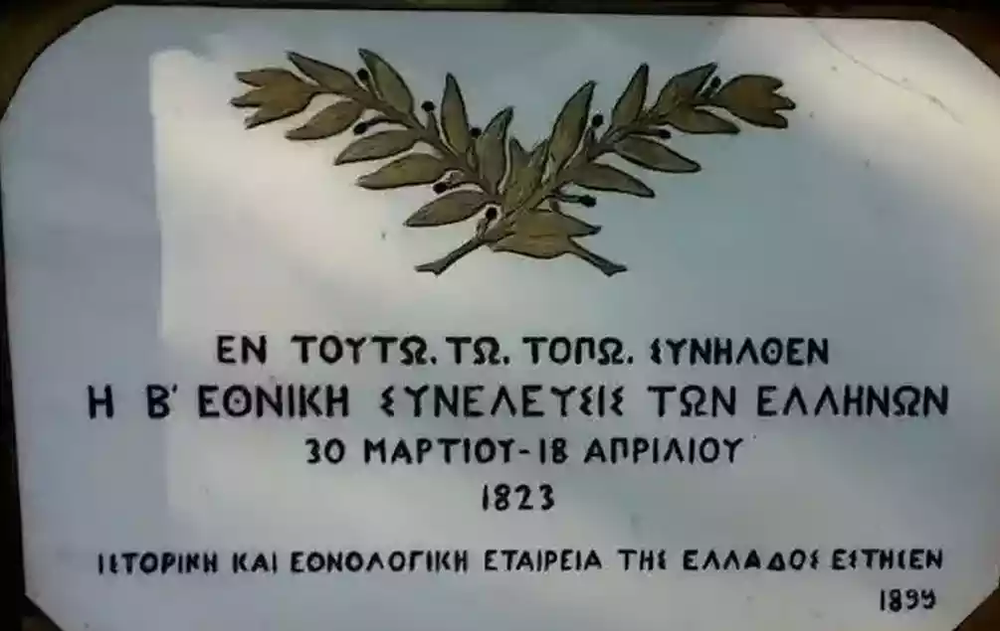 ΕΝ ΤΟΥΤΩ. ΤΩ. ΤΟΠΩ. ΣΥΝΗΛΘΕΝ
Η Β' ΕΘΝΙΚΗ ΣΥΝΕΛΕΥΣΙΣ ΤΩΝ ΕΛΛΗΝΩΝ
30 ΜΑΡΤΙΟΥ-18 ΑΠΡΙΛΙΟΥ
1823
ΙΣΤΟΡΙΚΗ ΚΑΙ ΕΘΝΟΛΟΓΙΚΗ ΕΤΑΙΡΕΙΑ ΤΗΣ ΕΛΛΑΔΟΣ ΕΣΤΗΣΕΝ
1899